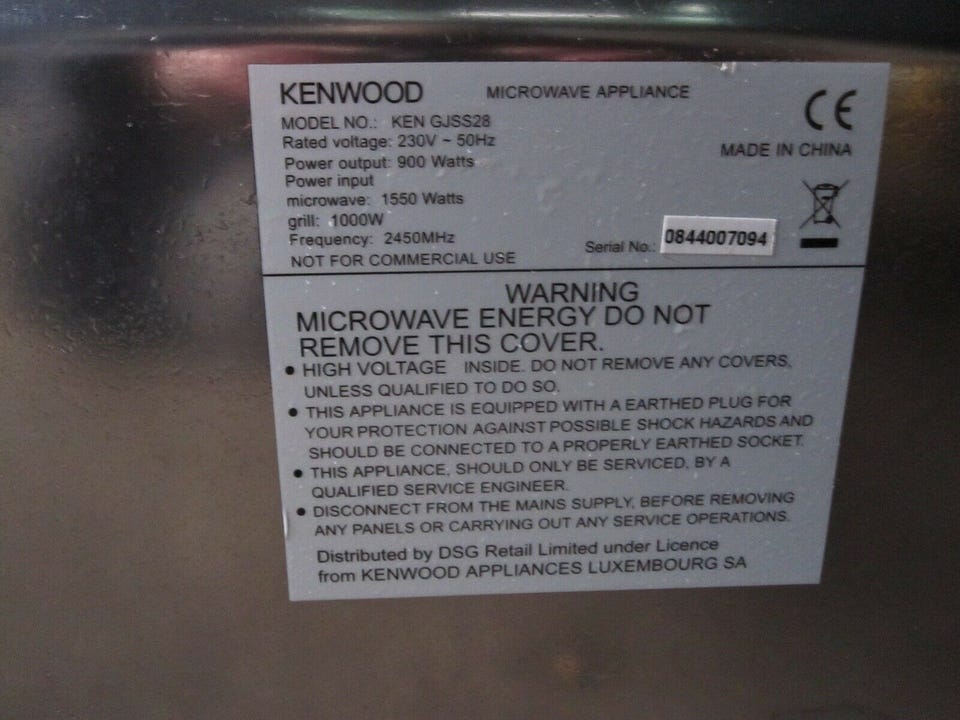 KENWOOD MICROWAVE APPLIANCE
CE
MODEL NO.: KEN GJSS28
Rated voltage: 230V ~ 50Hz
MADE IN CHINA
Power output: 900 Watts
Power input
microwave: 1550 Watts
grill: 1000W
Frequency: 2450MHz
Serial No.: 0844007094
NOT FOR COMMERCIAL USE
WARNING
MICROWAVE ENERGY DO NOT
REMOVE THIS COVER.
• HIGH VOLTAGE INSIDE. DO NOT REMOVE ANY COVERS,
UNLESS QUALIFIED TO DO SO.
• THIS APPLIANCE IS EQUIPPED WITH A EARTHED PLUG FOR
YOUR PROTECTION AGAINST POSSIBLE SHOCK HAZARDS AND
SHOULD BE CONNECTED TO A PROPERLY EARTHED SOCKET.
• THIS APPLIANCE, SHOULD ONLY BE SERVICED, BY A
QUALIFIED SERVICE ENGINEER.
• DISCONNECT FROM THE MAINS SUPPLY, BEFORE REMOVING
ANY PANELS OR CARRYING OUT ANY SERVICE OPERATIONS.
Distributed by DSG Retail Limited under Licence
from KENWOOD APPLIANCES LUXEMBOURG SA